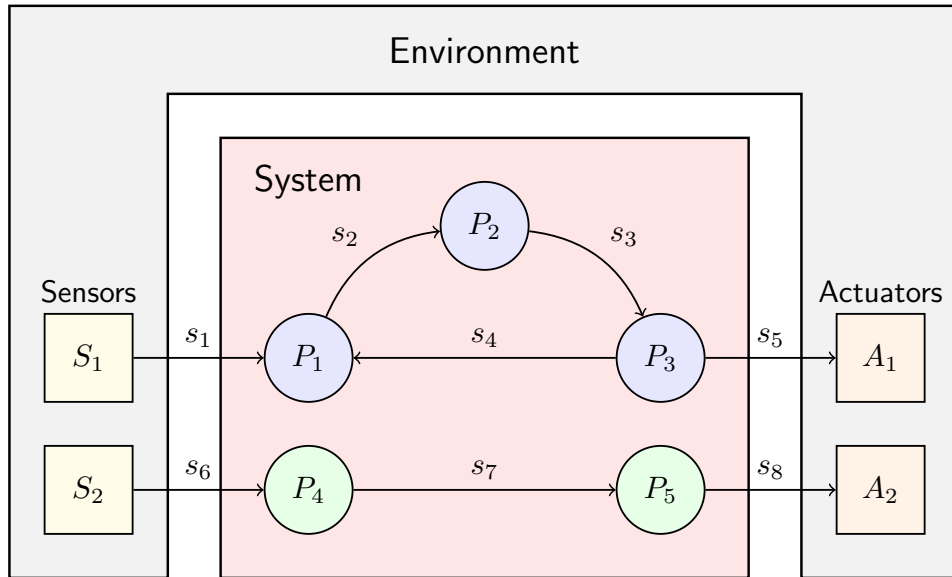 Environment
System
P₂
s₂
s₃
Sensors
Actuators
S₁
s₁
P₁
s₄
P₃
s₅
A₁
S₂
s₆
P₄
s₇
P₅
s₈
A₂